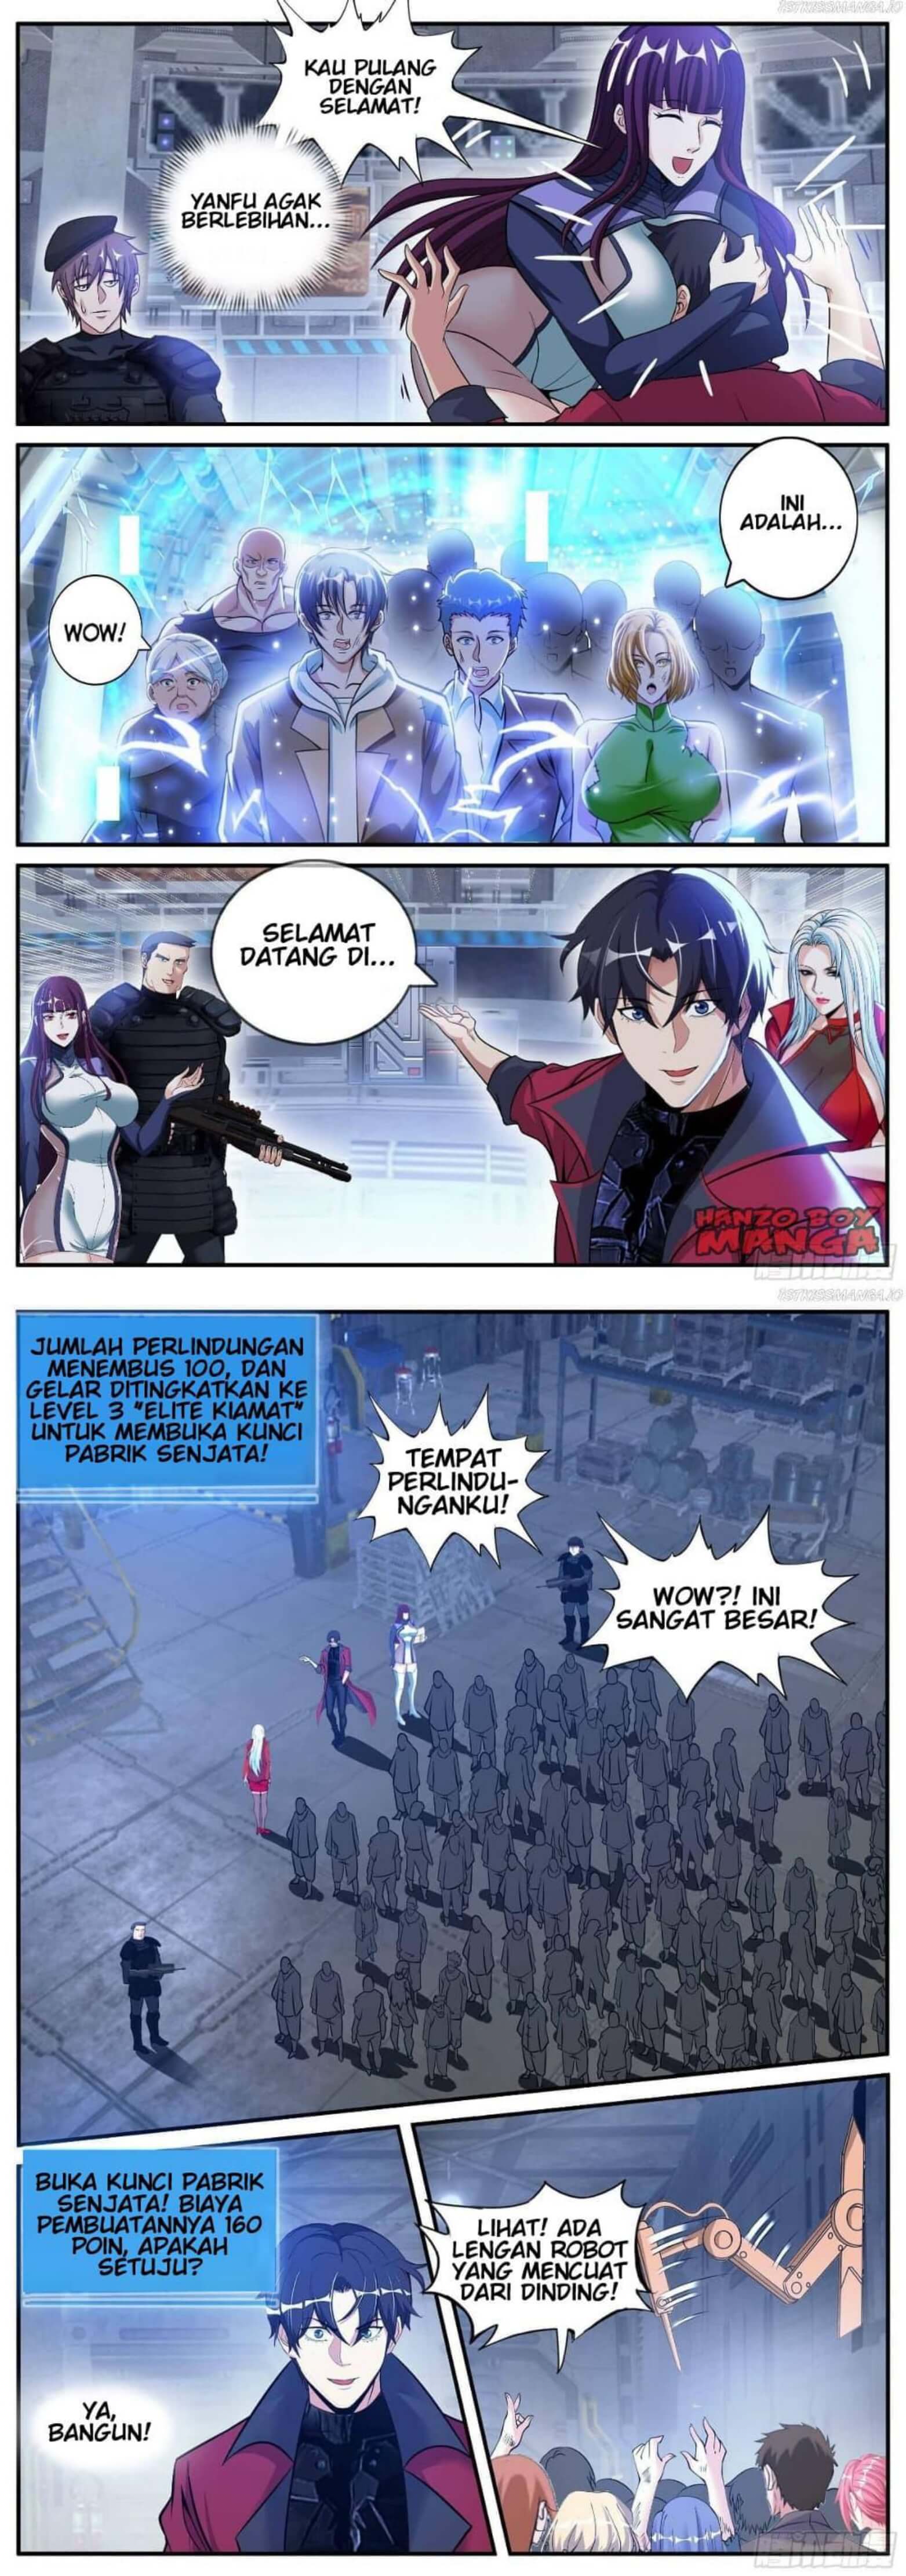 KAU PULANG
DENGAN
SELAMAT!
YANFU AGAK
BERLEBIHAN...
INI
ADALAH...
WOW!
SELAMAT
DATANG DI...
HANZO BOY
MANGA
JUMLAH PERLINDUNGAN
MENEMBUS 100, DAN
GELAR DITINGKATKAN KE
LEVEL 3 "ELITE KIAMAT"
UNTUK MEMBUKA KUNCI
PABRIK SENJATA!
TEMPAT
PERLINDU-
NGANKU!
WOW?! INI
SANGAT BESAR!
BUKA KUNCI PABRIK
SENJATA! BIAYA
PEMBUATANNYA 160
POIN, APAKAH
SETUJU?
LIHAT! ADA
LENGAN ROBOT
YANG MENCUAT
DARI DINDING!
YA,
BANGUN!